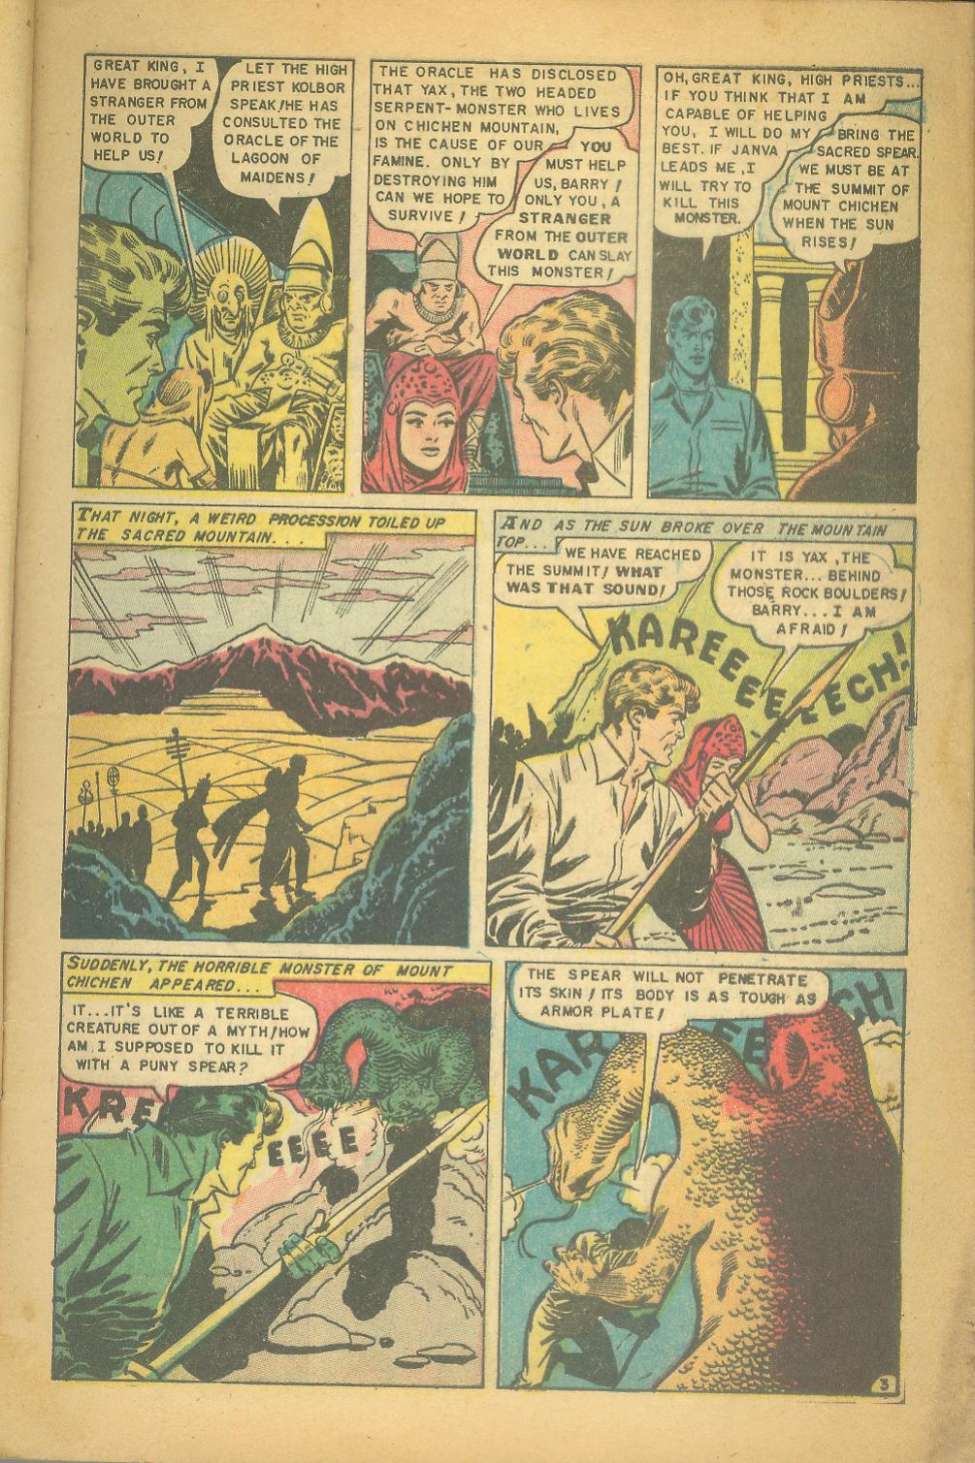 GREAT KING, I
HAVE BROUGHT A
STRANGER FROM
THE OUTER
WORLD TO
HELP US!
LET THE HIGH
PRIEST KOLBOR
SPEAK! HE HAS
CONSULTED THE
ORACLE OF THE
LAGOON OF
MAIDENS!
THE ORACLE HAS DISCLOSED
THAT YAX, THE TWO HEADED
SERPENT-MONSTER WHO LIVES
ON CHICHEN MOUNTAIN,
IS THE CAUSE OF OUR
FAMINE. ONLY BY
DESTROYING HIM
CAN WE HOPE TO
SURVIVE!
YOU
MUST HELP
US, BARRY!
ONLY YOU, A
STRANGER
FROM THE OUTER
WORLD CAN SLAY
THIS MONSTER!
OH, GREAT KING, HIGH PRIESTS...
IF YOU THINK THAT I AM
CAPABLE OF HELPING
YOU, I WILL DO MY
BEST. IF JANVA
LEADS ME, I
WILL TRY TO
KILL THIS
MONSTER.
BRING THE
SACRED SPEAR.
WE MUST BE AT
THE SUMMIT OF
MOUNT CHICHEN
WHEN THE SUN
RISES!
THAT NIGHT, A WEIRD PROCESSION TOILED UP
THE SACRED MOUNTAIN...
AND AS THE SUN BROKE OVER THE MOUNTAIN
TOP...
WE HAVE REACHED
THE SUMMIT! WHAT
WAS THAT SOUND!
IT IS YAX, THE
MONSTER... BEHIND
THOSE ROCK BOULDERS!
BARRY... I AM
AFRAID!
KAREEEEEEECH!
SUDDENLY, THE HORRIBLE MONSTER OF MOUNT
CHICHEN APPEARED...
IT...IT'S LIKE A TERRIBLE
CREATURE OUT OF A MYTH! HOW
AM I SUPPOSED TO KILL IT
WITH A PUNY SPEAR?
KRE
EEEEE
THE SPEAR WILL NOT PENETRATE
ITS SKIN! ITS BODY IS AS TOUGH AS
ARMOR PLATE!
3